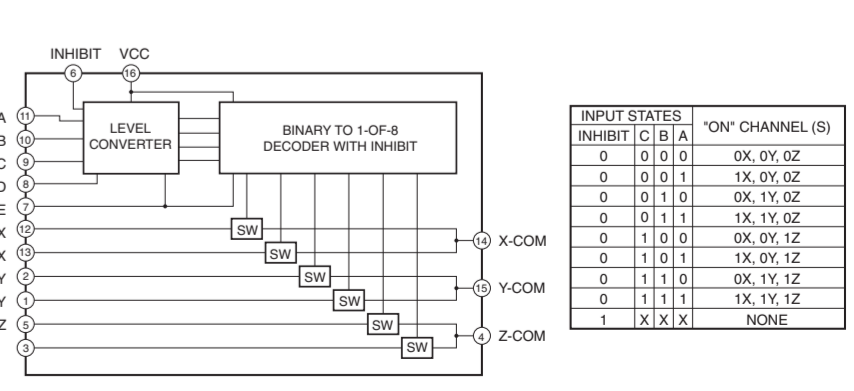 INHIBIT VCC
6 16
A 11
B 10
C 9
D 8
E 7
X 12
X 13
Y 2
Y 1
Z 5
3
LEVEL
CONVERTER
BINARY TO 1-OF-8
DECODER WITH INHIBIT
SW
SW
SW
SW
SW
SW
14 X-COM
15 Y-COM
4 Z-COM
INPUT STATES "ON" CHANNEL (S)
INHIBIT C B A
0 0 0 0 0X, 0Y, 0Z
0 0 0 1 1X, 0Y, 0Z
0 0 1 0 0X, 1Y, 0Z
0 0 1 1 1X, 1Y, 0Z
0 1 0 0 0X, 0Y, 1Z
0 1 0 1 1X, 0Y, 1Z
0 1 1 0 0X, 1Y, 1Z
0 1 1 1 1X, 1Y, 1Z
1 X X X NONE